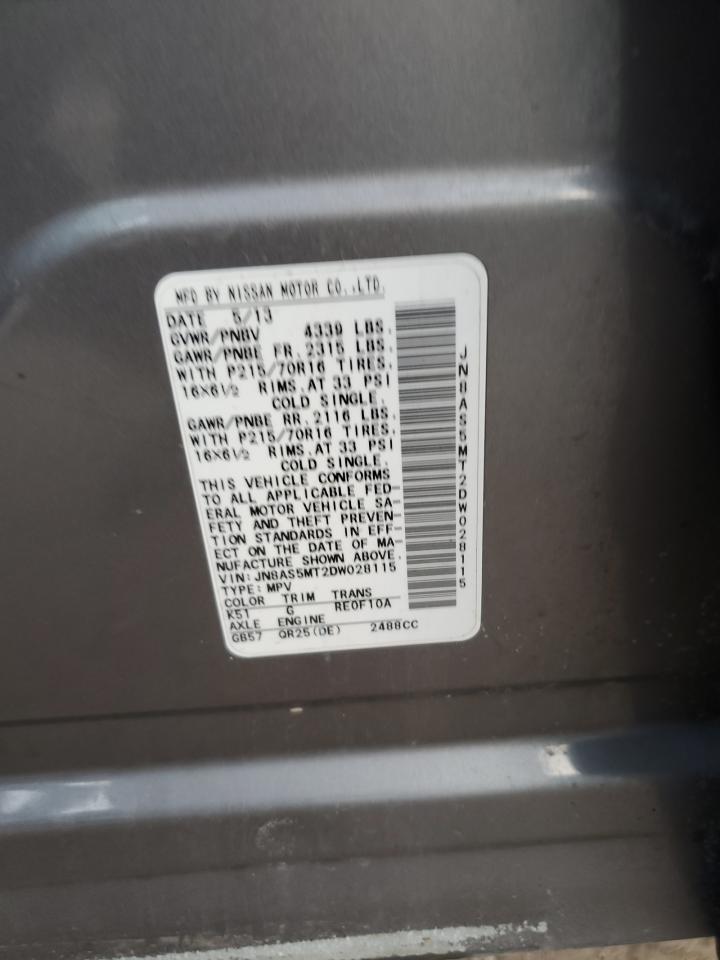 MFD BY NISSAN MOTOR CO.,LTD.
DATE 5/13
GVWR/PNBV 4339 LBS.
GAWR/PNBE FR. 2315 LBS.
WITH P215/70R16 TIRES.
16X6½ RIMS.AT 33 PSI
COLD SINGLE.
GAWR/PNBE RR. 2116 LBS.
WITH P215/70R16 TIRES.
16X6½ RIMS.AT 33 PSI
COLD SINGLE.
THIS VEHICLE CONFORMS
TO ALL APPLICABLE FED-
ERAL MOTOR VEHICLE SA-
FETY AND THEFT PREVEN-
TION STANDARDS IN EFF-
ECT ON THE DATE OF MA-
NUFACTURE SHOWN ABOVE.
VIN:JN8AS5MT2DW028115
TYPE:MPV
COLOR TRIM TRANS
K51 G RE0F10A
AXLE ENGINE
GB57 QR25(DE) 2488CC
JN8AS5MT2DW028115